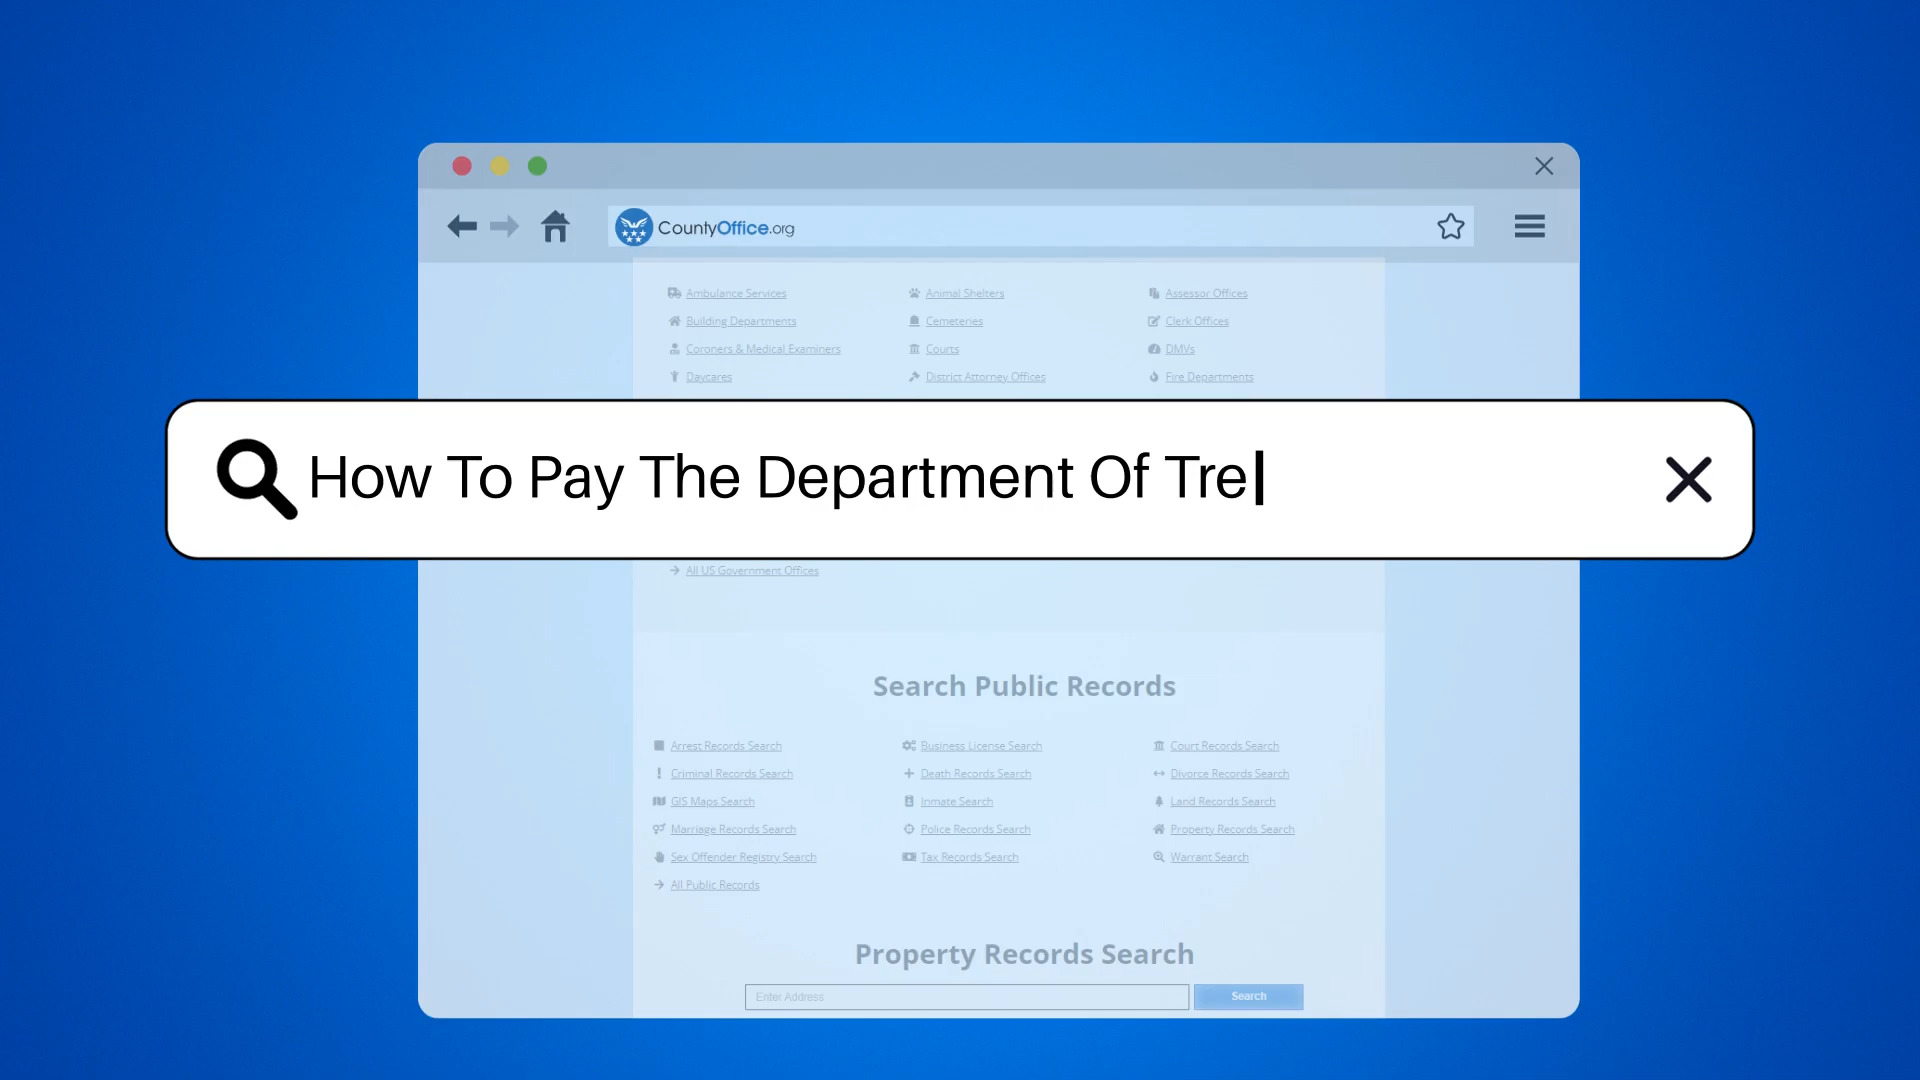 CountyOffice.org
Ambulance Services Animal Shelters Assessor Offices
Building Departments Cemeteries Clerk Offices
Coroners & Medical Examiners Courts DMVs
Daycares District Attorney Offices Fire Departments
How To Pay The Department Of Tre
All US Government Offices
Search Public Records
Arrest Records Search Business License Search Court Records Search
Criminal Records Search Death Records Search Divorce Records Search
GIS Maps Search Inmate Search Land Records Search
Marriage Records Search Police Records Search Property Records Search
Sex Offender Registry Search Tax Records Search Warrant Search
All Public Records
Property Records Search
Enter Address Search